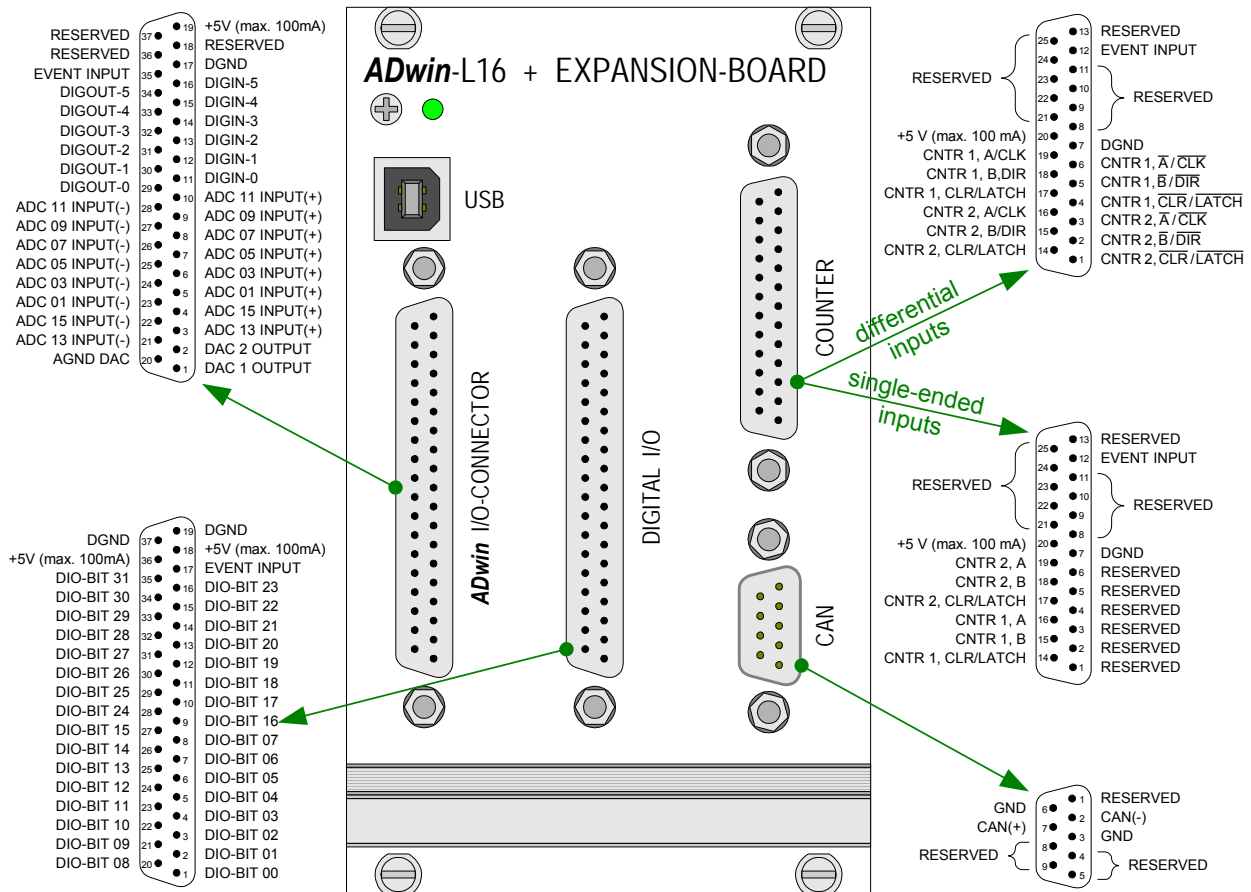 ADwin-L16 + EXPANSION-BOARD
USB
ADwin I/O-CONNECTOR
DIGITAL I/O
COUNTER
CAN
differential
inputs
single-ended
inputs
19 +5V (max. 100mA)
RESERVED 37
18 RESERVED
RESERVED 36
17 DGND
EVENT INPUT 35
16 DIGIN-5
DIGOUT-5 34
15 DIGIN-4
DIGOUT-4 33
14 DIGIN-3
DIGOUT-3 32
13 DIGIN-2
DIGOUT-2 31
12 DIGIN-1
DIGOUT-1 30
11 DIGIN-0
DIGOUT-0 29
10 ADC 11 INPUT(+)
ADC 11 INPUT(-) 28
9 ADC 09 INPUT(+)
ADC 09 INPUT(-) 27
8 ADC 07 INPUT(+)
ADC 07 INPUT(-) 26
7 ADC 05 INPUT(+)
ADC 05 INPUT(-) 25
6 ADC 03 INPUT(+)
ADC 03 INPUT(-) 24
5 ADC 01 INPUT(+)
ADC 01 INPUT(-) 23
4 ADC 15 INPUT(+)
ADC 15 INPUT(-) 22
3 ADC 13 INPUT(+)
ADC 13 INPUT(-) 21
2 DAC 2 OUTPUT
AGND DAC 20
1 DAC 1 OUTPUT
19 DGND
DGND 37
18 +5V (max. 100mA)
+5V (max. 100mA) 36
17 EVENT INPUT
DIO-BIT 31 35
16 DIO-BIT 23
DIO-BIT 30 34
15 DIO-BIT 22
DIO-BIT 29 33
14 DIO-BIT 21
DIO-BIT 28 32
13 DIO-BIT 20
DIO-BIT 27 31
12 DIO-BIT 19
DIO-BIT 26 30
11 DIO-BIT 18
DIO-BIT 25 29
10 DIO-BIT 17
DIO-BIT 24 28
9 DIO-BIT 16
DIO-BIT 15 27
8 DIO-BIT 07
DIO-BIT 14 26
7 DIO-BIT 06
DIO-BIT 13 25
6 DIO-BIT 05
DIO-BIT 12 24
5 DIO-BIT 04
DIO-BIT 11 23
4 DIO-BIT 03
DIO-BIT 10 22
3 DIO-BIT 02
DIO-BIT 09 21
2 DIO-BIT 01
DIO-BIT 08 20
1 DIO-BIT 00
13 RESERVED
25
12 EVENT INPUT
24
11
RESERVED 23
10
RESERVED
22
9
21
8
+5 V (max. 100 mA) 20
7 DGND
CNTR 1, A/CLK 19
6 CNTR 1, A̅ / C̅L̅K̅
CNTR 1, B,DIR 18
5 CNTR 1, B̅ / D̅I̅R̅
CNTR 1, CLR/LATCH 17
4 CNTR 1, C̅L̅R̅ / L̅A̅T̅C̅H̅
CNTR 2, A/CLK 16
3 CNTR 2, A̅ / C̅L̅K̅
CNTR 2, B/DIR 15
2 CNTR 2, B̅ / D̅I̅R̅
CNTR 2, CLR/LATCH 14
1 CNTR 2, C̅L̅R̅ / L̅A̅T̅C̅H̅
13 RESERVED
25
12 EVENT INPUT
24
11
RESERVED 23
10
RESERVED
22
9
21
8
+5 V (max. 100 mA) 20
7 DGND
CNTR 2, A 19
6 RESERVED
CNTR 2, B 18
5 RESERVED
CNTR 2, CLR/LATCH 17
4 RESERVED
CNTR 1, A 16
3 RESERVED
CNTR 1, B 15
2 RESERVED
CNTR 1, CLR/LATCH 14
1 RESERVED
1 RESERVED
GND 6
2 CAN(-)
CAN(+) 7
3 GND
8
RESERVED
4
RESERVED
9
5